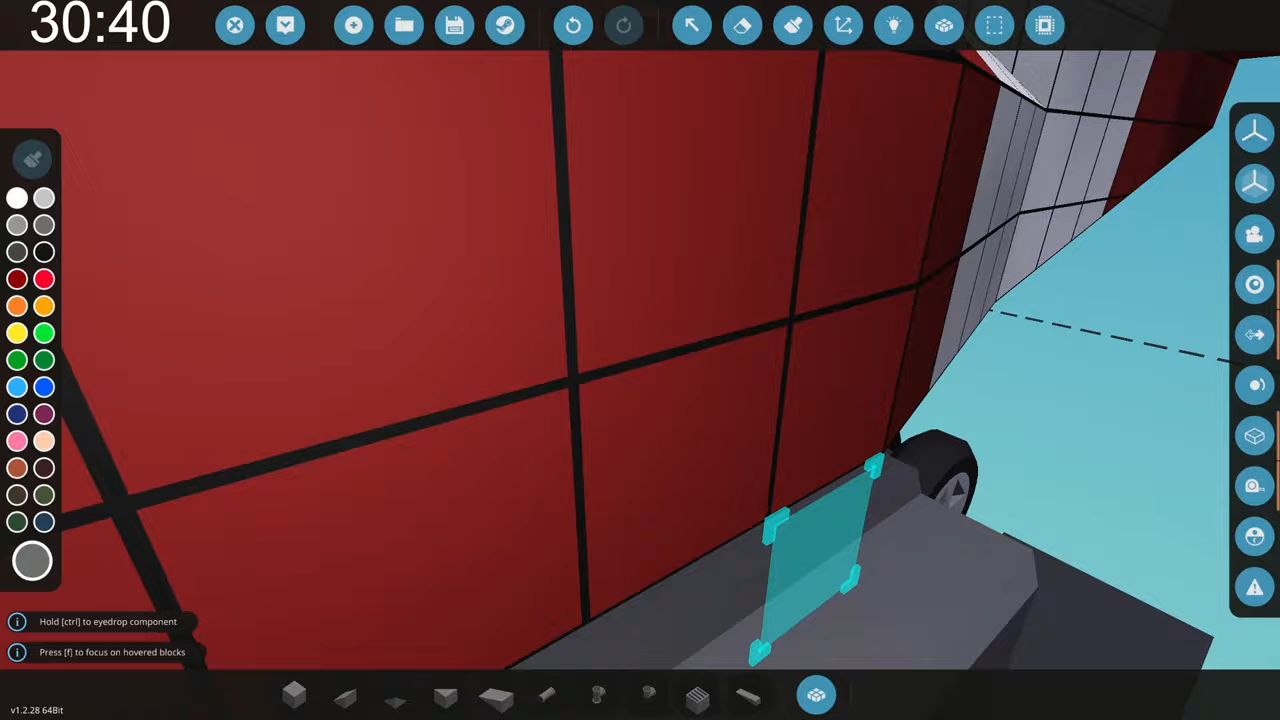 30:40
Hold [ctrl] to eyedrop component
Press [f] to focus on hovered blocks
v1.2.28 64Bit